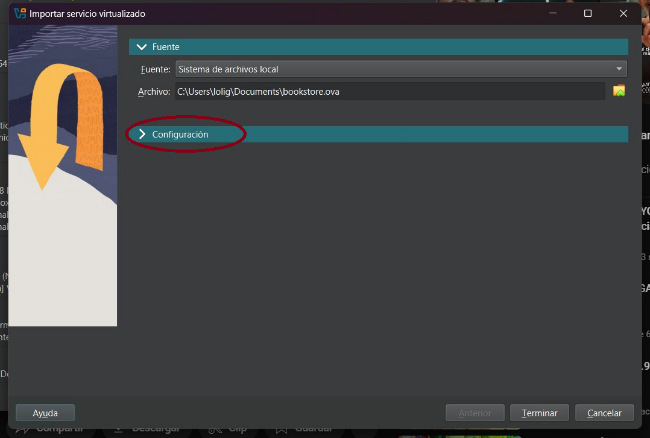 Importar servicio virtualizado
Fuente
Fuente: Sistema de archivos local
Archivo: C:\Users\lolig\Documents\bookstore.ova
Configuración
Ayuda
Anterior
Terminar
Cancelar
Compartir
Descargar
Clip
Guardar